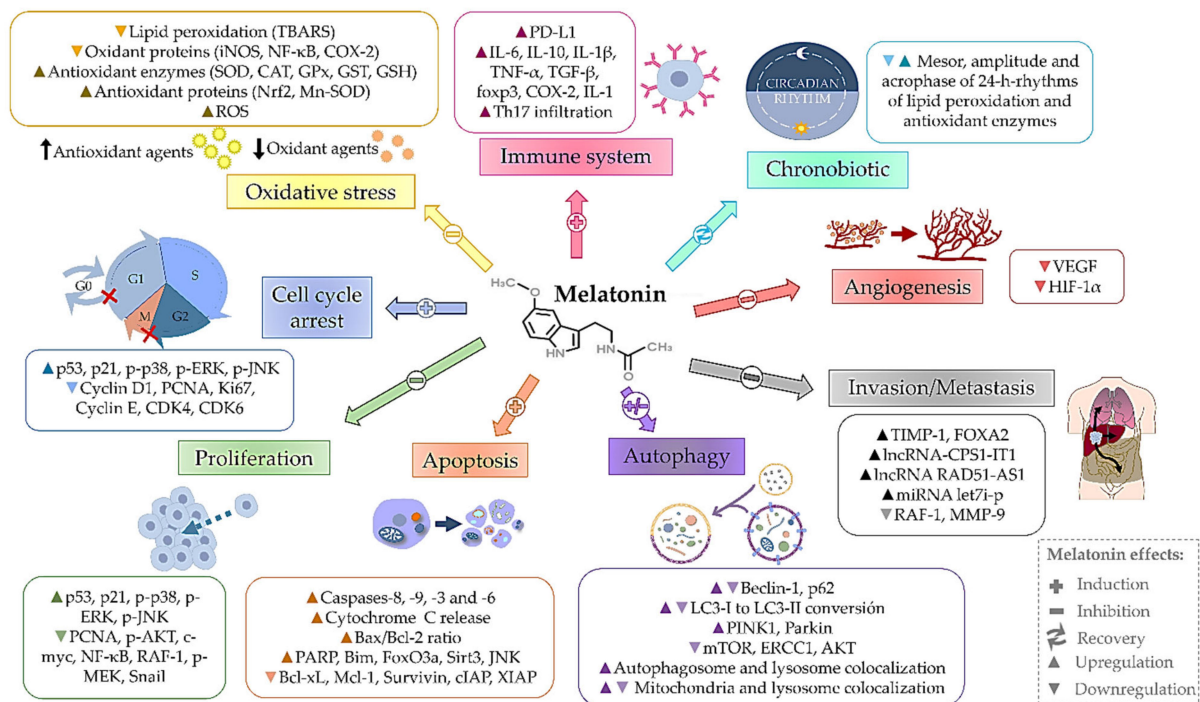 ▼Lipid peroxidation (TBARS)
▼Oxidant proteins (iNOS, NF-κB, COX-2)
▲Antioxidant enzymes (SOD, CAT, GPx, GST, GSH)
▲Antioxidant proteins (Nrf2, Mn-SOD)
▲ROS
↑ Antioxidant agents
↓ Oxidant agents
Oxidative stress
▲PD-L1
▲IL-6, IL-10, IL-1β,
TNF-α, TGF-β,
foxp3, COX-2, IL-1
▲Th17 infiltration
Immune system
CIRCADIAN
RHYTHM
▼▲ Mesor, amplitude and
acrophase of 24-h-rhythms
of lipid peroxidation and
antioxidant enzymes
Chronobiotic
G0
G1
S
M
G2
Cell cycle
arrest
▲p53, p21, p-p38, p-ERK, p-JNK
▼Cyclin D1, PCNA, Ki67,
Cyclin E, CDK4, CDK6
H₃C
O
Melatonin
HN
HN
CH₃
O
Angiogenesis
▼VEGF
▼HIF-1α
Invasion/Metastasis
▲TIMP-1, FOXA2
▲lncRNA-CPS1-IT1
▲lncRNA RAD51-AS1
▲miRNA let7i-p
▼RAF-1, MMP-9
Proliferation
▲p53, p21, p-p38, p-
ERK, p-JNK
▼PCNA, p-AKT, c-
myc, NF-κB, RAF-1, p-
MEK, Snail
Apoptosis
▲Caspases-8, -9, -3 and -6
▲Cytochrome C release
▲Bax/Bcl-2 ratio
▲PARP, Bim, FoxO3a, Sirt3, JNK
▼Bcl-xL, Mcl-1, Survivin, cIAP, XIAP
+/-
Autophagy
▲▼Beclin-1, p62
▲▼LC3-I to LC3-II conversión
▲PINK1, Parkin
▼mTOR, ERCC1, AKT
▲Autophagosome and lysosome colocalization
▲▼ Mitochondria and lysosome colocalization
Melatonin effects:
+ Induction
- Inhibition
Recovery
▲ Upregulation
▼ Downregulation